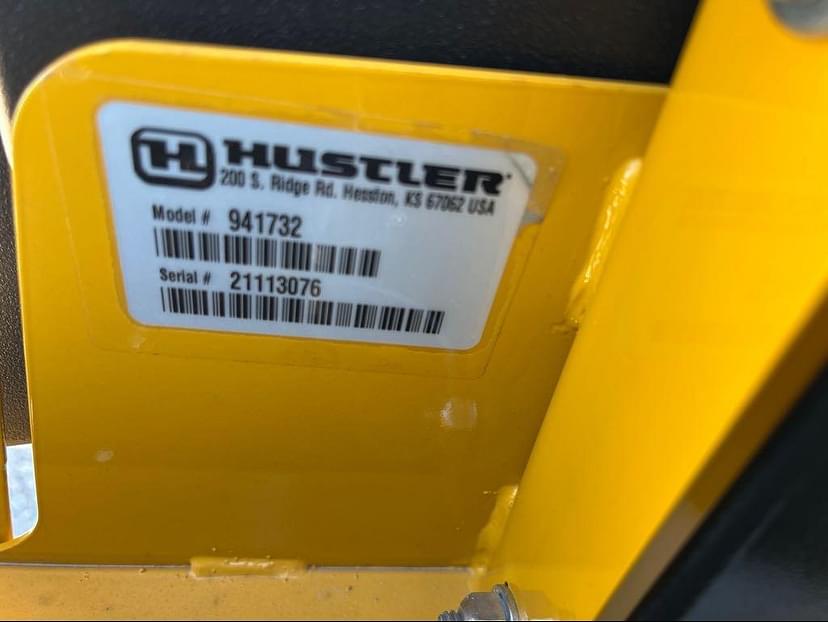 H HUSTLER
200 S. Ridge Rd. Hesston, KS 67062 USA
Model # 941732
Serial # 21113076